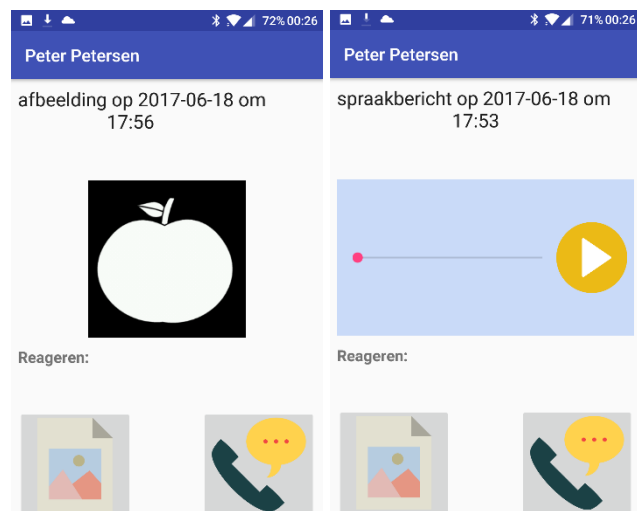 72% 00:26
Peter Petersen
afbeelding op 2017-06-18 om
17:56
Reageren:
71% 00:26
Peter Petersen
spraakbericht op 2017-06-18 om
17:53
Reageren: